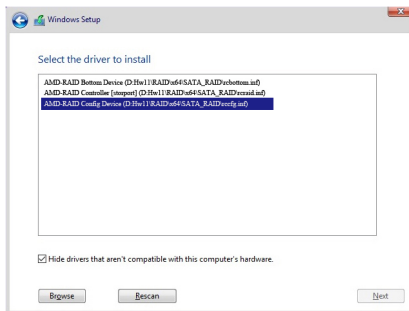 Windows Setup
Select the driver to install
AMD-RAID Bottom Device (D:Hw11\RAID\x64\SATA_RAID\rcbottom.inf)
AMD-RAID Controller [storport] (D:Hw11\RAID\x64\SATA_RAID\rcraid.inf)
AMD-RAID Config Device (D:Hw11\RAID\x64\SATA_RAID\rccfg.inf)
Hide drivers that aren't compatible with this computer's hardware.
Browse
Rescan
Next